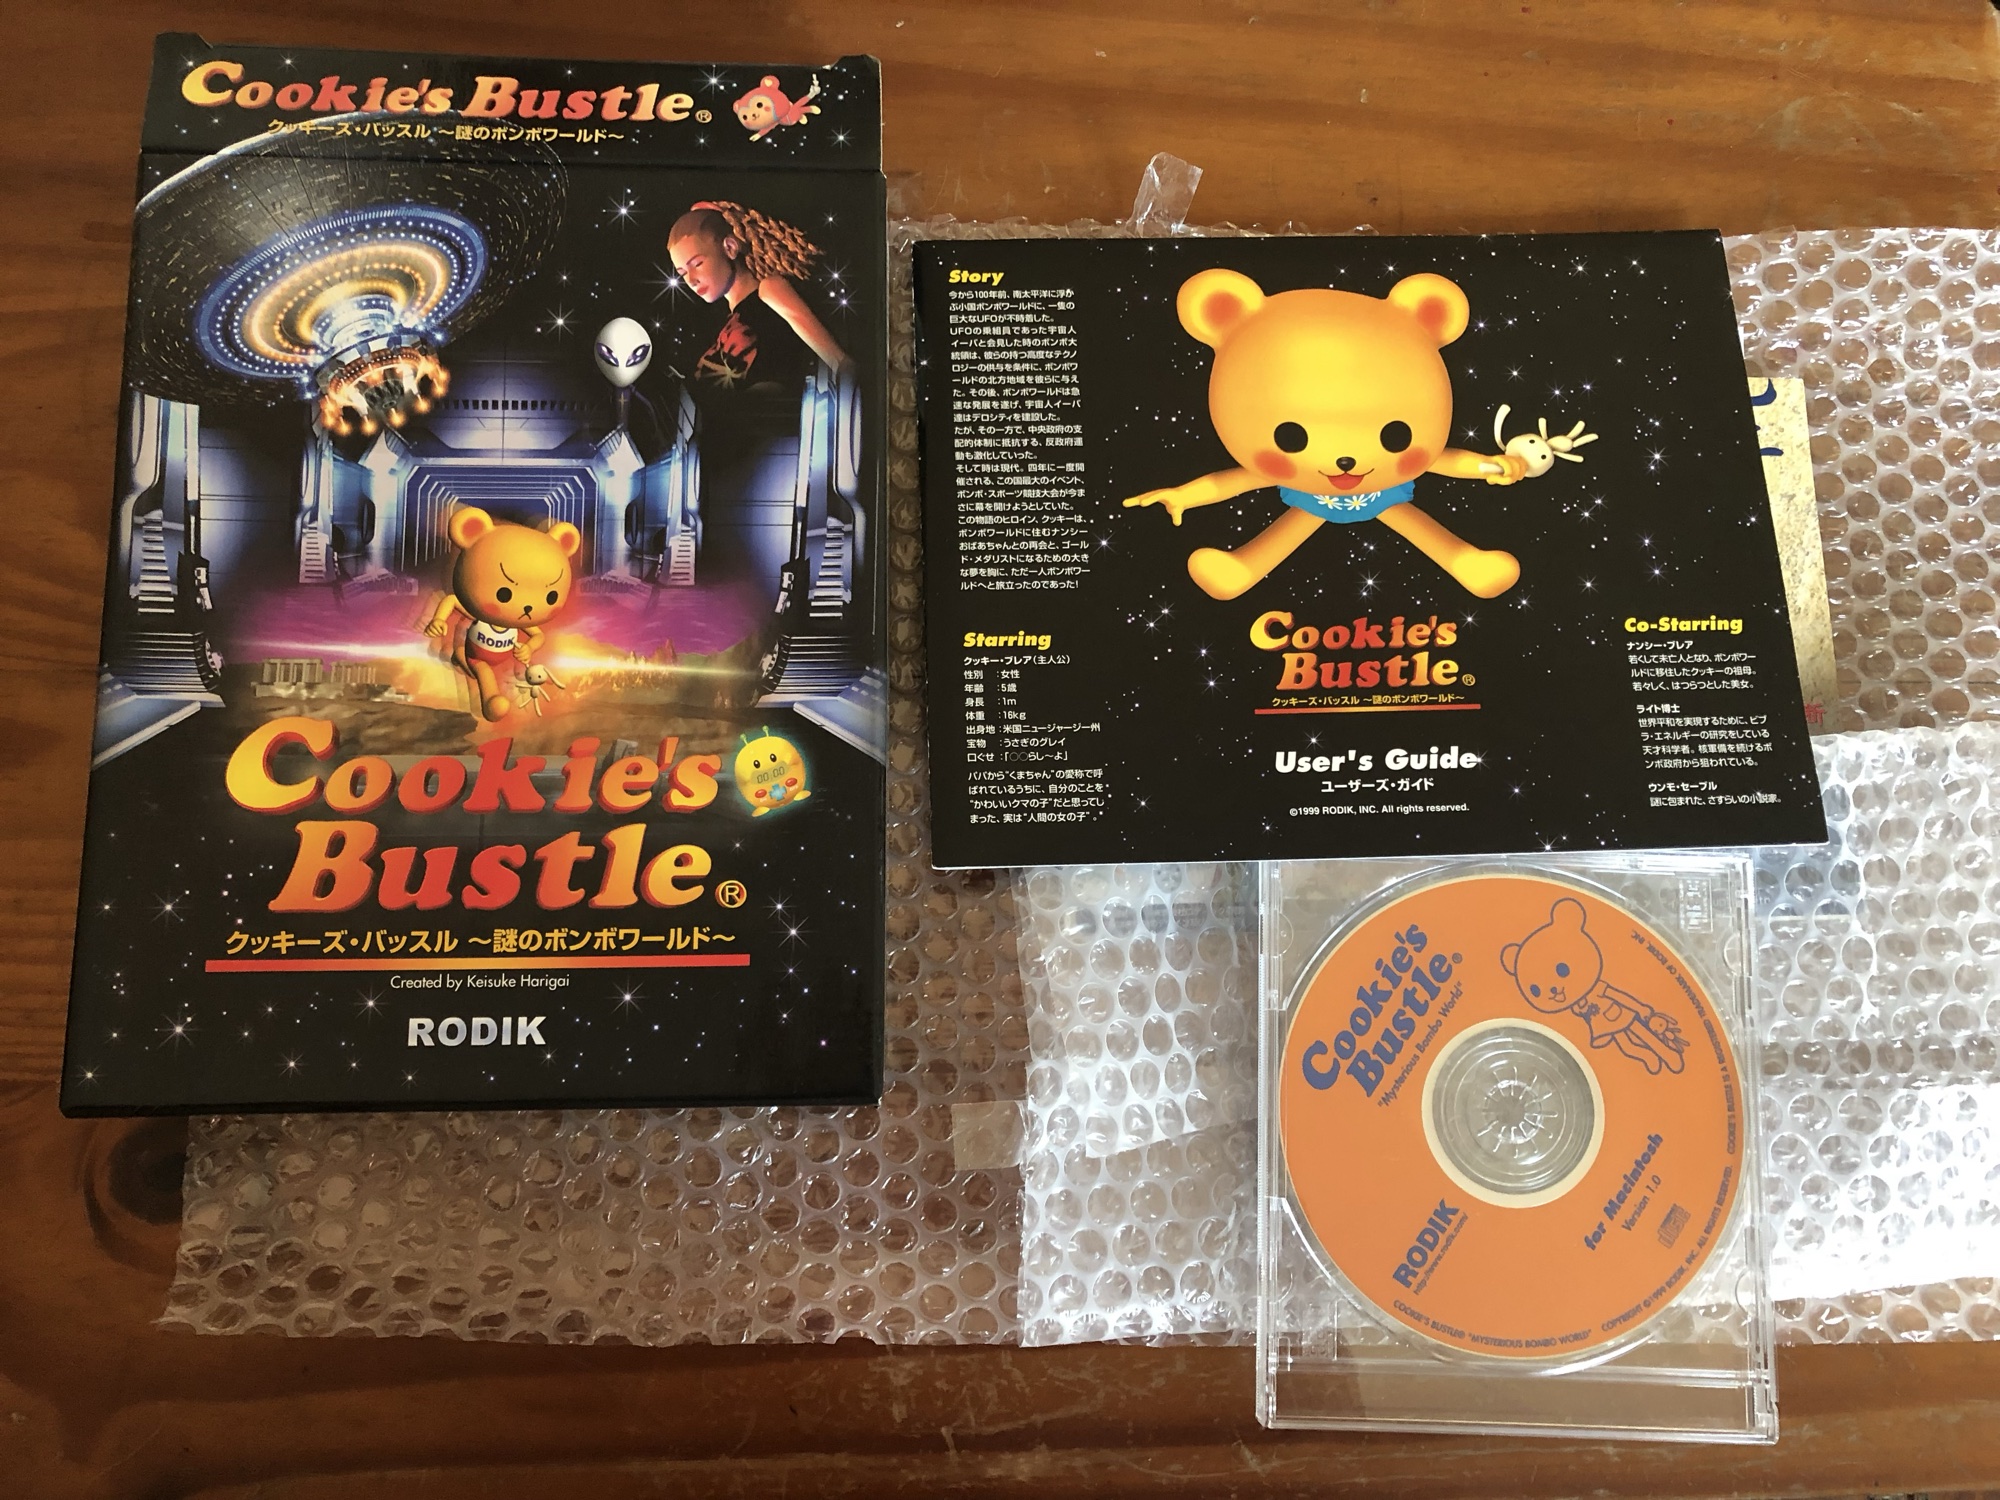 Cookie's Bustle®
クッキーズ・バッスル 〜謎のボンボワールド〜
RODIK
00:00
Cookie's
Bustle®
クッキーズ・バッスル 〜謎のボンボワールド〜
Created by Keisuke Harigai
RODIK
Story
今から100年前、南太平洋に浮か
ぶ小国ボンボワールドに、一隻の
巨大なUFOが不時着した。
UFOの乗組員であった宇宙人
イーバと会見した時のボンボ大
統領は、彼らの持つ高度なテクノ
ロジーの供与を条件に、ボンボワ
ールドの北方地域を彼らに与え
た。その後、ボンボワールドは急
速な発展を遂げ、宇宙人イーバ
達はデロシティを建設した。
たが、その一方で、中央政府の支
配的体制に抵抗する、反政府運
動も激化していった。
そして時は現代。四年に一度開
催される、この国最大のイベント、
ボンボ・スポーツ競技大会が今ま
さに幕を開けようとしていた。
この物語のヒロイン、クッキーは、
ボンボワールドに住むナンシー
おばあちゃんとの再会と、ゴール
ド・メダリストになるための大き
な夢を胸に、ただ一人ボンボワー
ルドへと旅立ったのであった!
Starring
クッキー・ブレア(主人公)
性別 :女性
年齢 :5歳
身長 :1m
体重 :16kg
出身地 :米国ニュージャージー州
宝物 :うさぎのグレイ
口ぐせ :「○○らし〜よ」
パパから“くまちゃん”の愛称で呼
ばれているうちに、自分のことを
“かわいいクマの子”だと思ってし
まった、実は“人間の女の子”。
Cookie's
Bustle®
クッキーズ・バッスル 〜謎のボンボワールド〜
User's Guide
ユーザーズ・ガイド
©1999 RODIK, INC. All rights reserved.
Co-Starring
ナンシー・ブレア
若くして未亡人となり、ボンボワー
ルドに移住したクッキーの祖母。
若々しく、はつらつとした美女。
ライト博士
世界平和を実現するために、ビブ
ラ・エネルギーの研究をしている
天才科学者。核軍備を続けるボ
ンボ政府から狙われている。
ウンモ・セーブル
謎に包まれた、さすらいの小説家。
Cookie's
Bustle®
"Mysterious Bombo World"
for Macintosh
Version 1.0
RODIK
http://www.rodik.com/
COOKIE'S BUSTLE® "MYSTERIOUS BOMBO WORLD" COPYRIGHT ©1999 RODIK, INC. ALL RIGHTS RESERVED. COOKIE'S BUSTLE IS A REGISTERED TRADEMARK OF RODIK, INC.